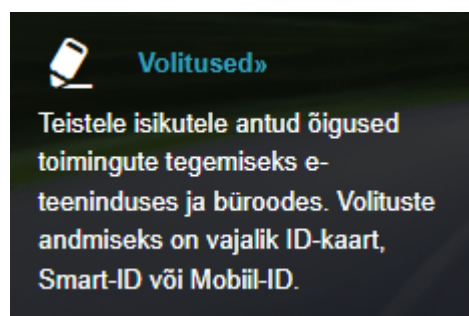 Volitused»
Teistele isikutele antud õigused
toimingute tegemiseks e-
teeninduses ja büroodes. Volituste
andmiseks on vajalik ID-kaart,
Smart-ID või Mobiil-ID.